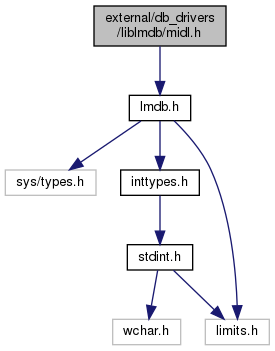 external/db_drivers
/liblmdb/midl.h
lmdb.h
sys/types.h
inttypes.h
stdint.h
wchar.h
limits.h